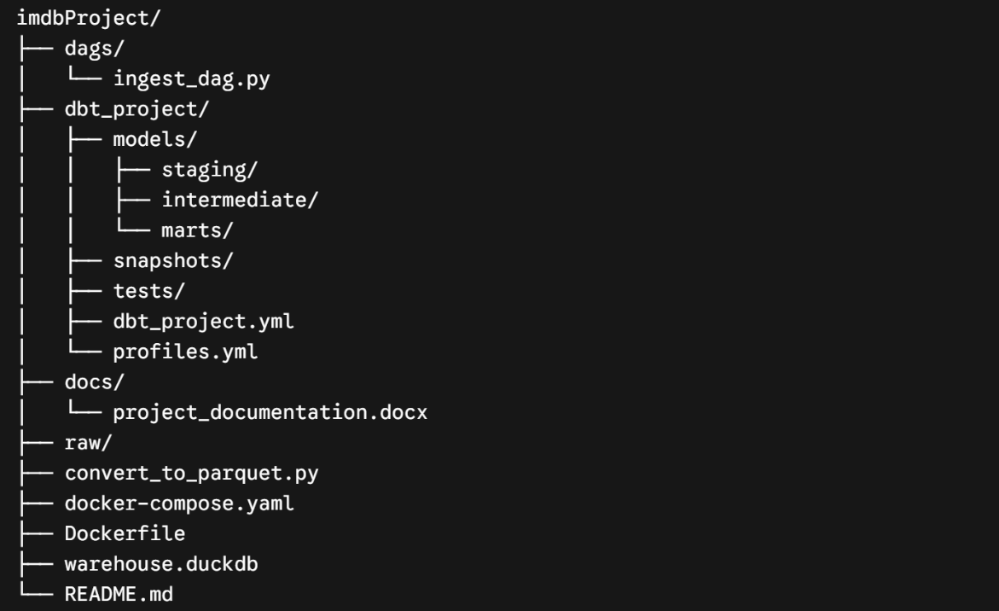 imdbProject/
├── dags/
│   └── ingest_dag.py
├── dbt_project/
│   ├── models/
│   │   ├── staging/
│   │   ├── intermediate/
│   │   └── marts/
│   ├── snapshots/
│   ├── tests/
│   ├── dbt_project.yml
│   └── profiles.yml
├── docs/
│   └── project_documentation.docx
├── raw/
├── convert_to_parquet.py
├── docker-compose.yaml
├── Dockerfile
├── warehouse.duckdb
└── README.md